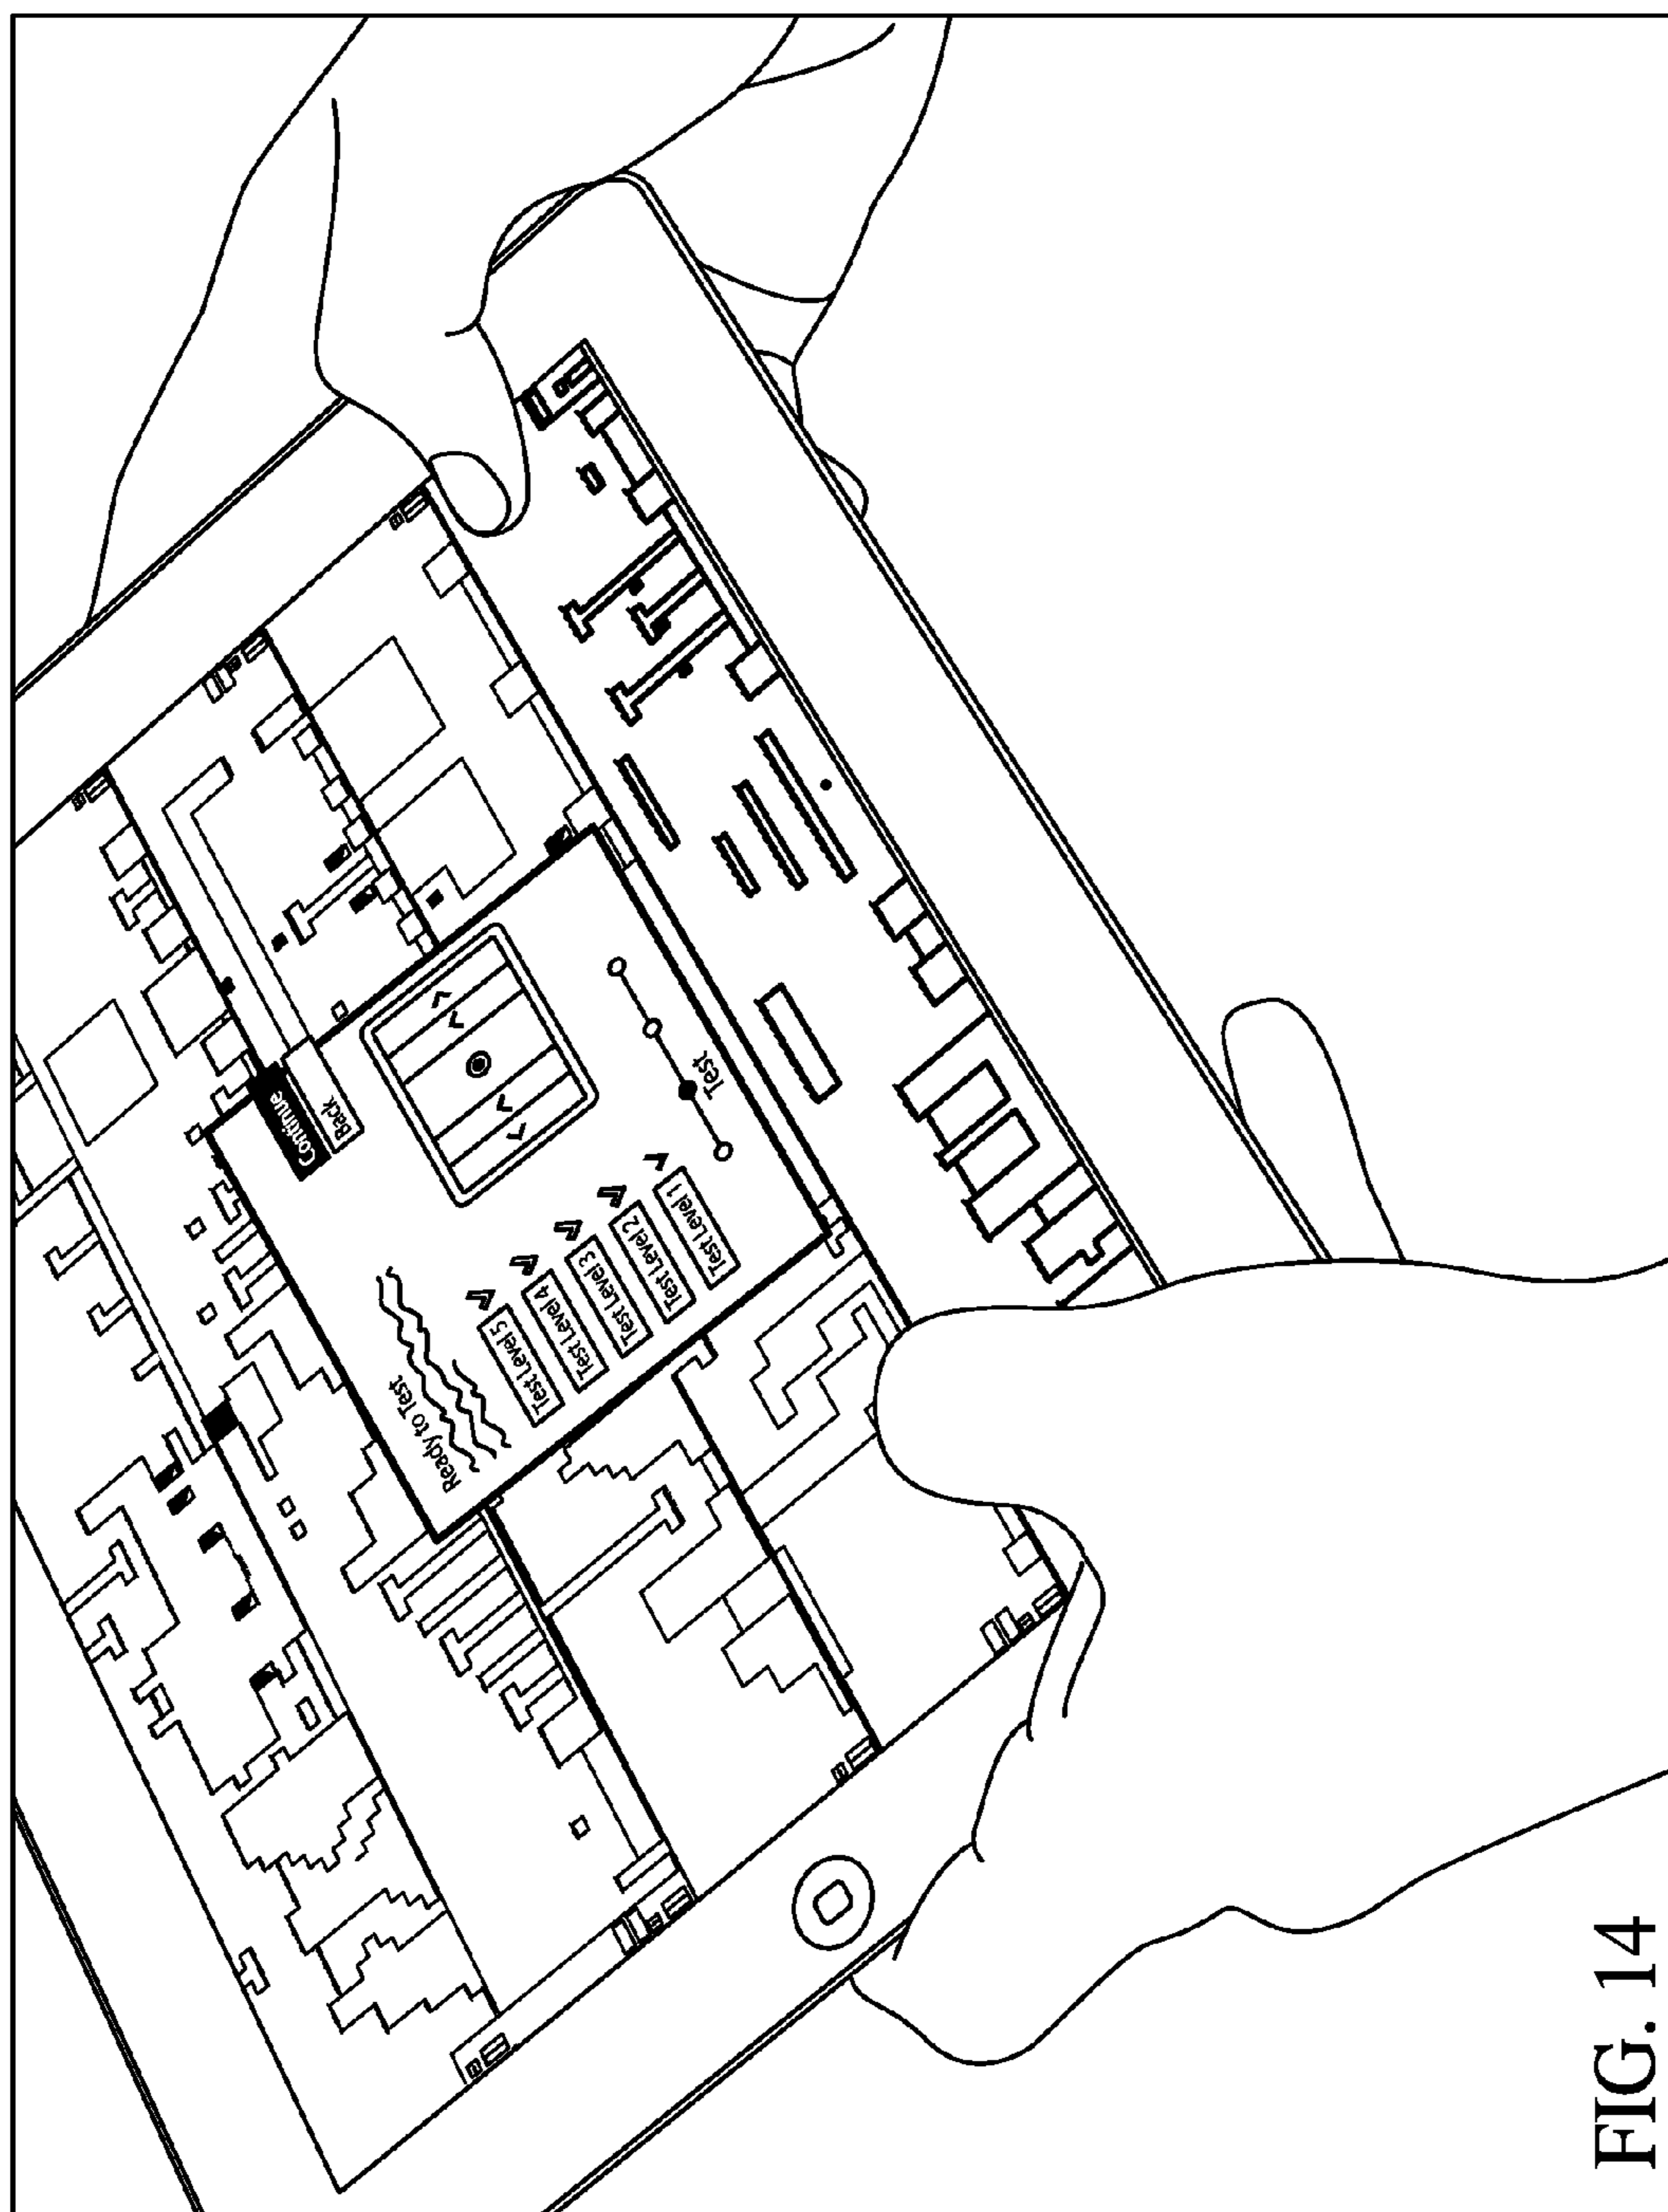 Ready to Test
Test Level 5
Test Level 4
Test Level 3
Test Level 2
Test Level 1
Test
Continue
Back
FIG. 14